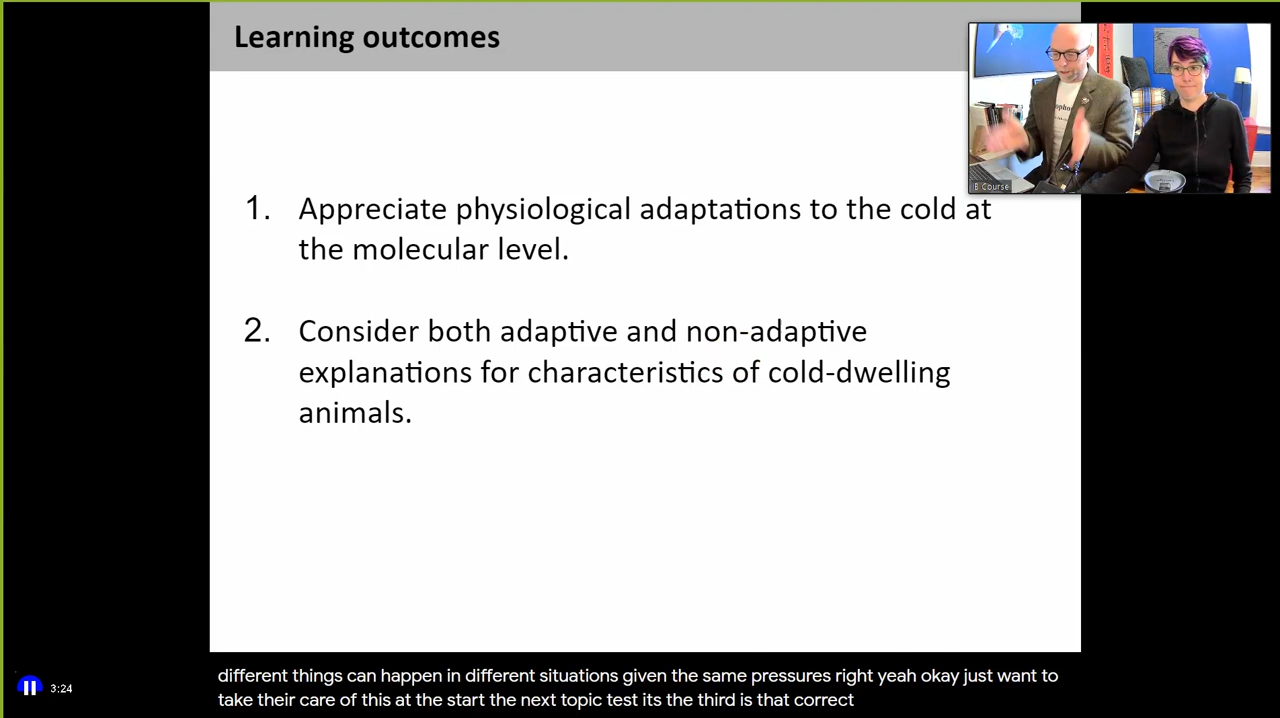 Learning outcomes
1. Appreciate physiological adaptations to the cold at
the molecular level.
2. Consider both adaptive and non-adaptive
explanations for characteristics of cold-dwelling
animals.
B Course
3:24
different things can happen in different situations given the same pressures right yeah okay just want to
take their care of this at the start the next topic test its the third is that correct